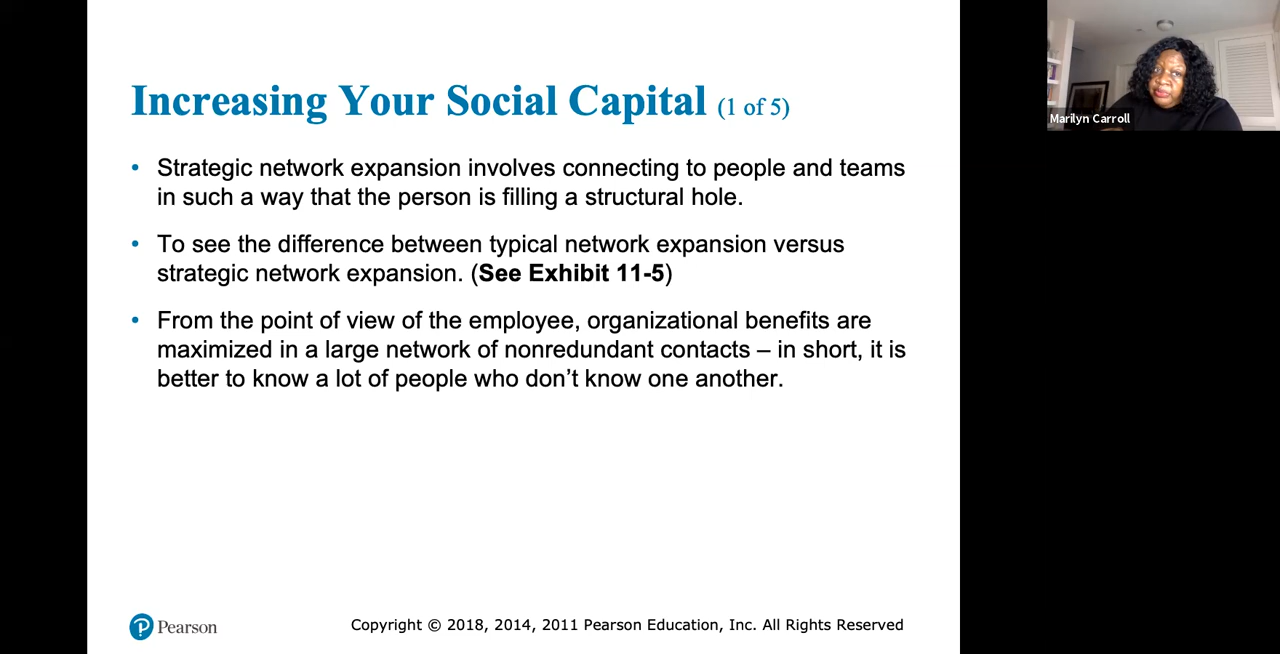 Increasing Your Social Capital (1 of 5)
Marilyn Carroll
• Strategic network expansion involves connecting to people and teams
in such a way that the person is filling a structural hole.
• To see the difference between typical network expansion versus
strategic network expansion. (See Exhibit 11-5)
• From the point of view of the employee, organizational benefits are
maximized in a large network of nonredundant contacts – in short, it is
better to know a lot of people who don’t know one another.
Pearson
Copyright © 2018, 2014, 2011 Pearson Education, Inc. All Rights Reserved